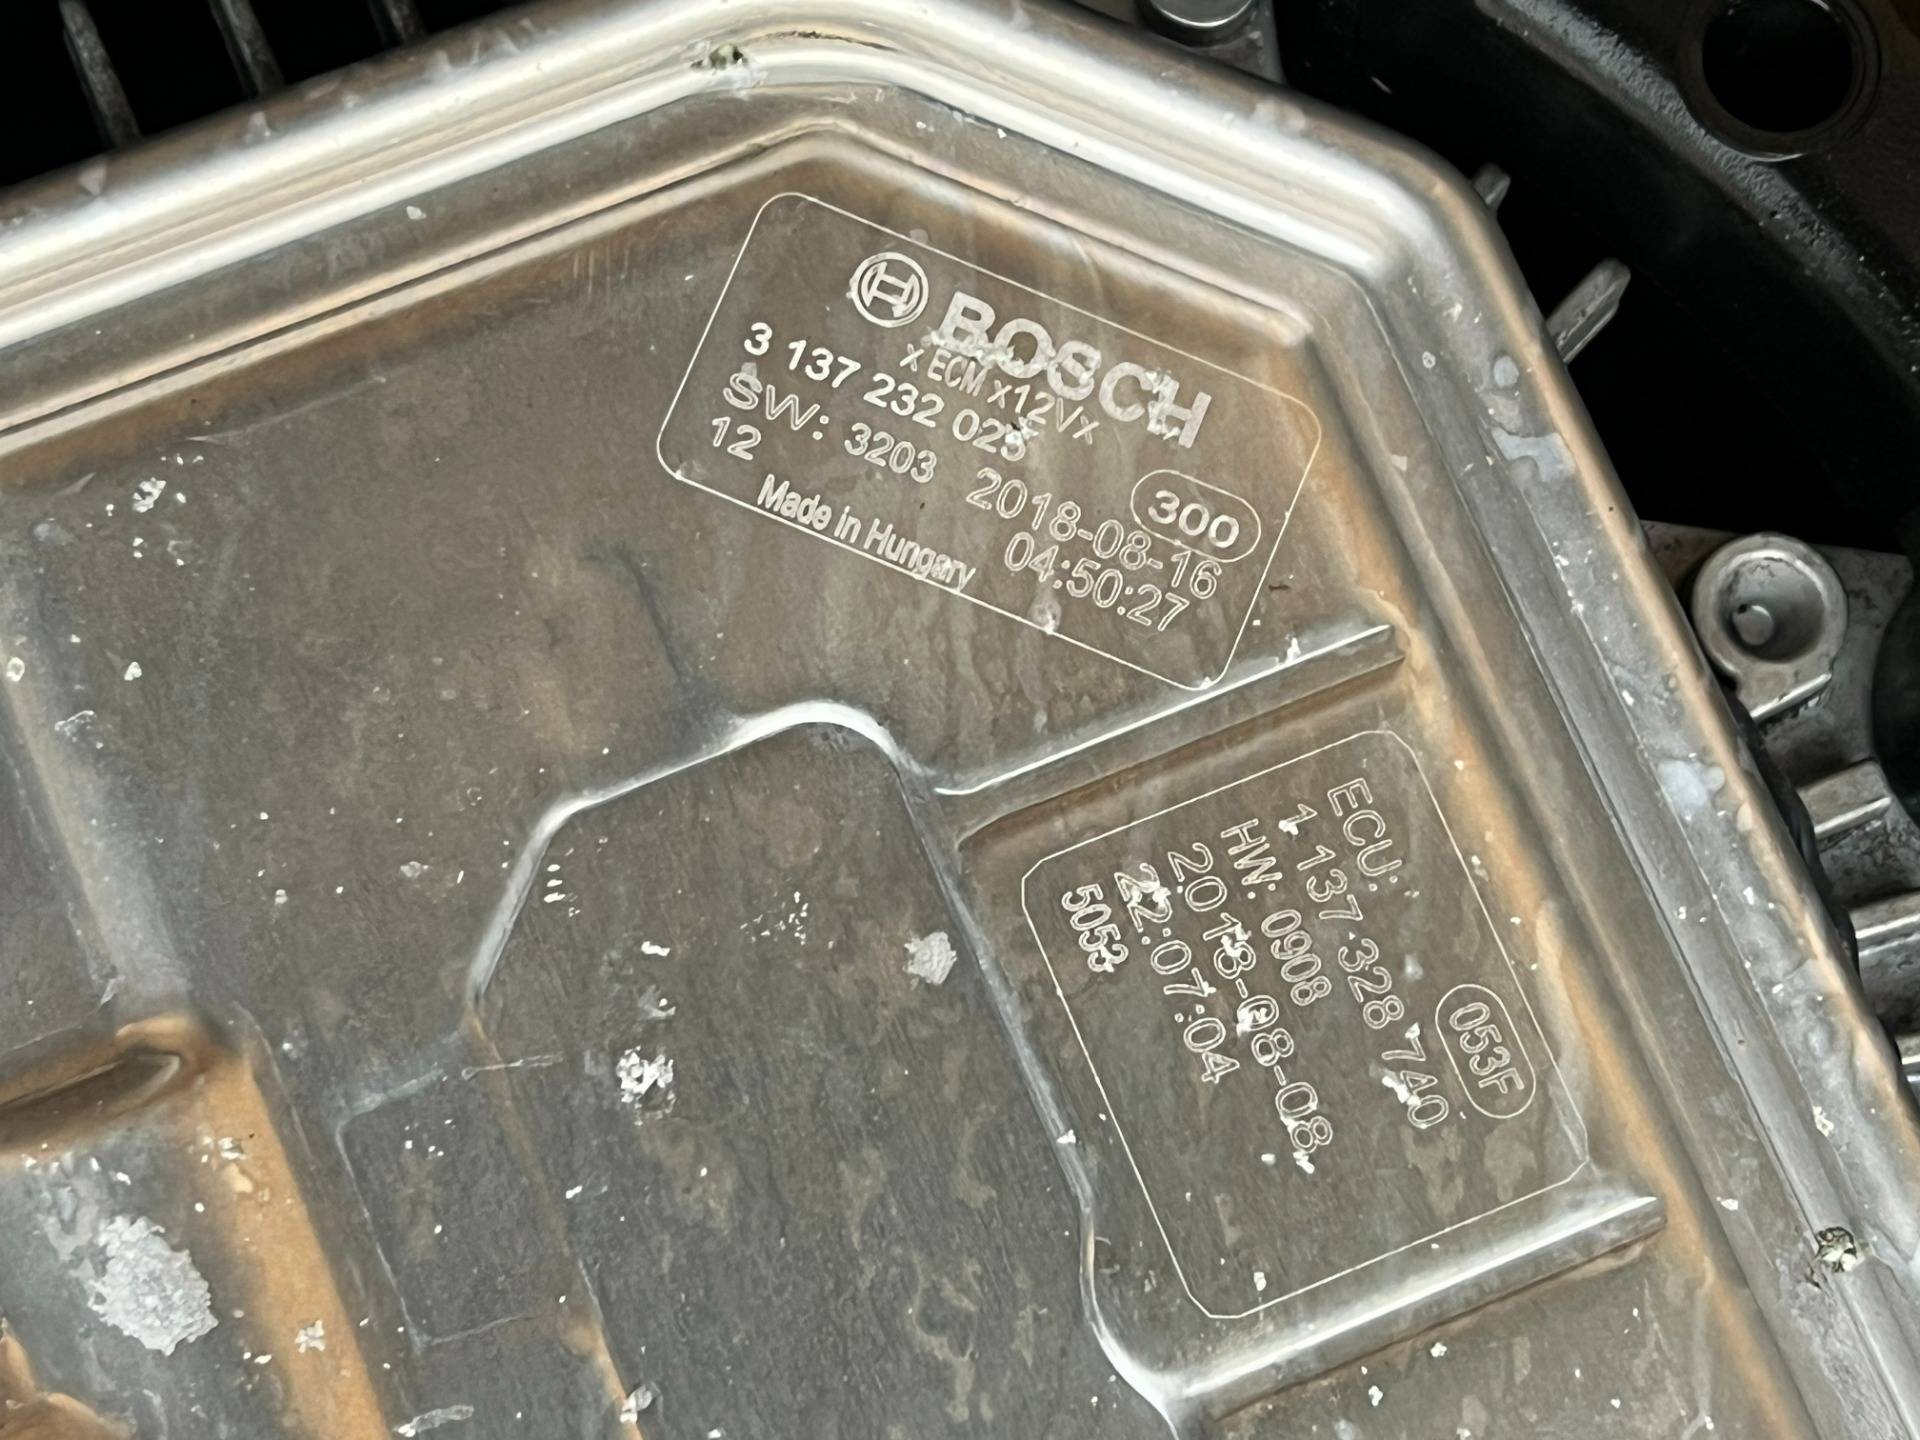 BOSCH
x ECM x12Vx
3 137 232 025
300
SW: 3203 2018-08-16
12 04:50:27
Made in Hungary
ECU: 053F
1 137 328 740
HW: 0908
2018-08-08
22:07:04
5053